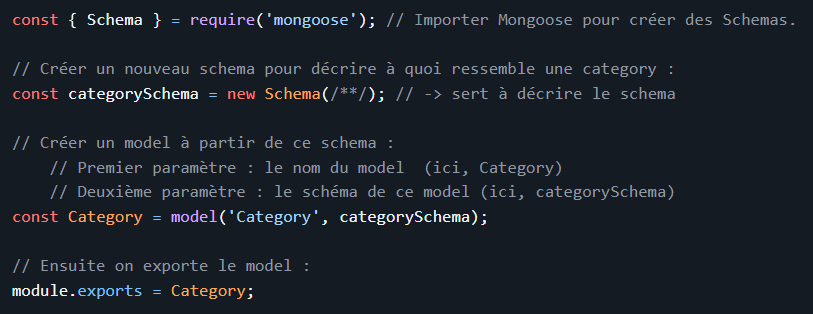 const { Schema } = require('mongoose'); // Importer Mongoose pour créer des Schemas.
// Créer un nouveau schema pour décrire à quoi ressemble une category :
const categorySchema = new Schema(/**/); // -> sert à décrire le schema
// Créer un model à partir de ce schema :
// Premier paramètre : le nom du model  (ici, Category)
// Deuxième paramètre : le schéma de ce model (ici, categorySchema)
const Category = model('Category', categorySchema);
// Ensuite on exporte le model :
module.exports = Category;